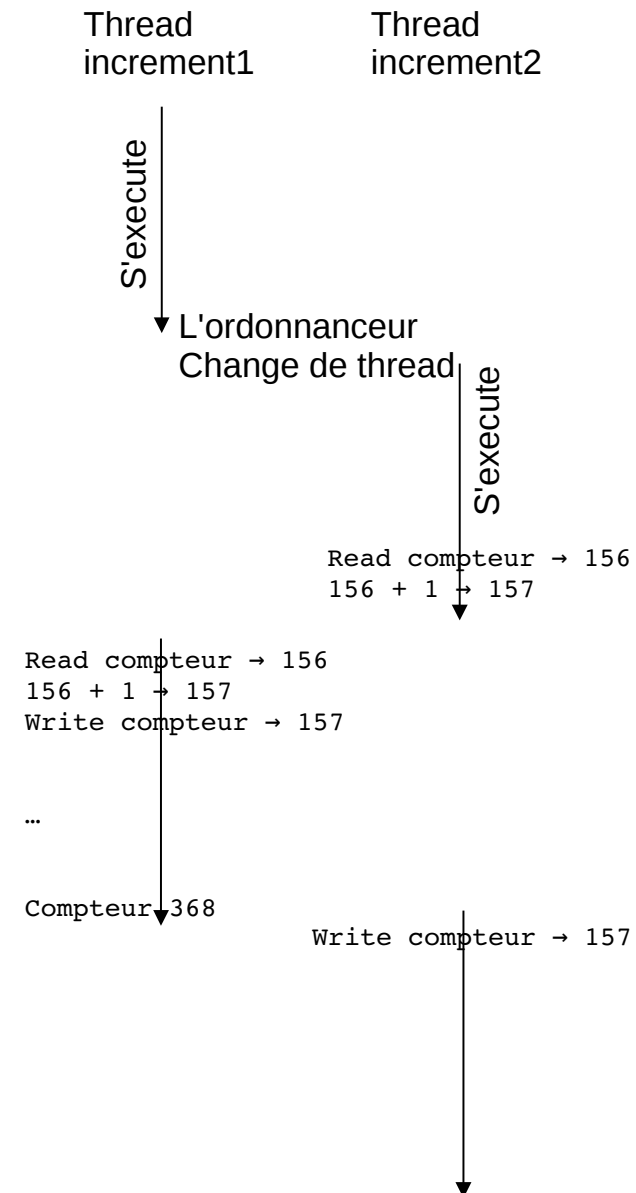 Thread
increment1
Thread
increment2
S'execute
L'ordonnanceur
Change de thread
S'execute
Read compteur → 156
156 + 1 → 157
Read compteur → 156
156 + 1 → 157
Write compteur → 157
…
Compteur 368
Write compteur → 157